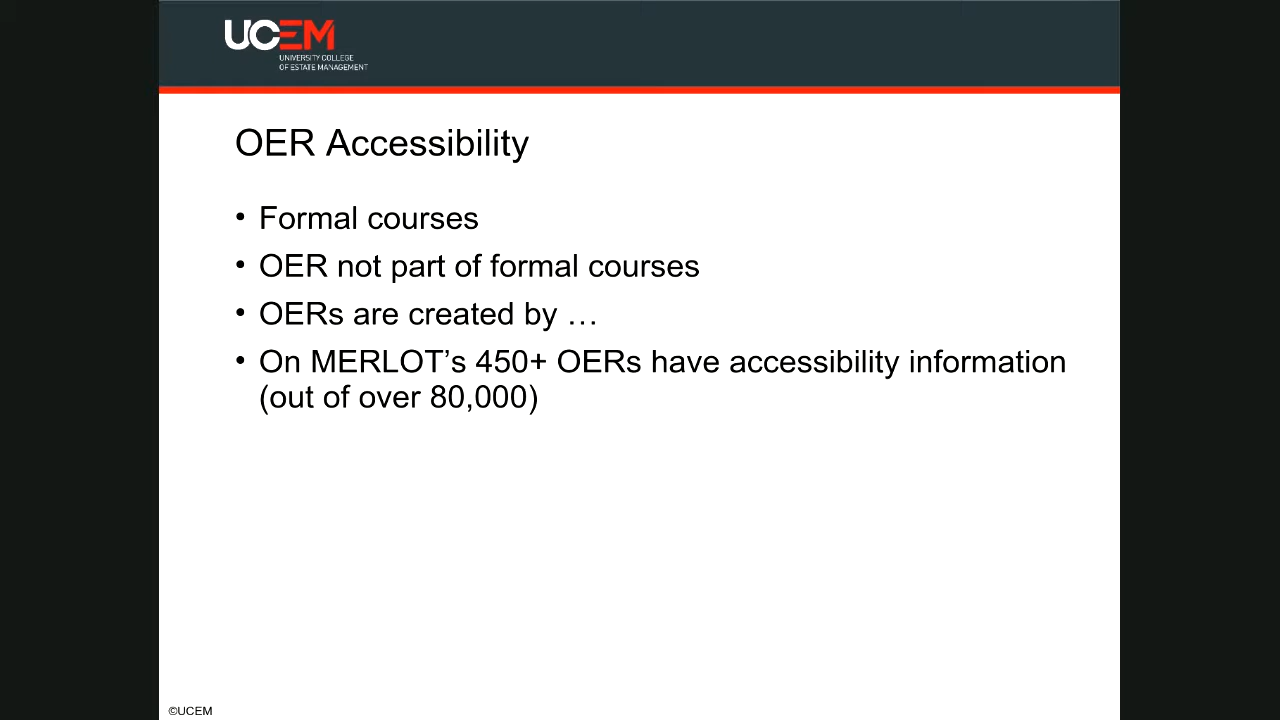 UCEM
UNIVERSITY COLLEGE
OF ESTATE MANAGEMENT
OER Accessibility
• Formal courses
• OER not part of formal courses
• OERs are created by …
• On MERLOT’s 450+ OERs have accessibility information
(out of over 80,000)
©UCEM